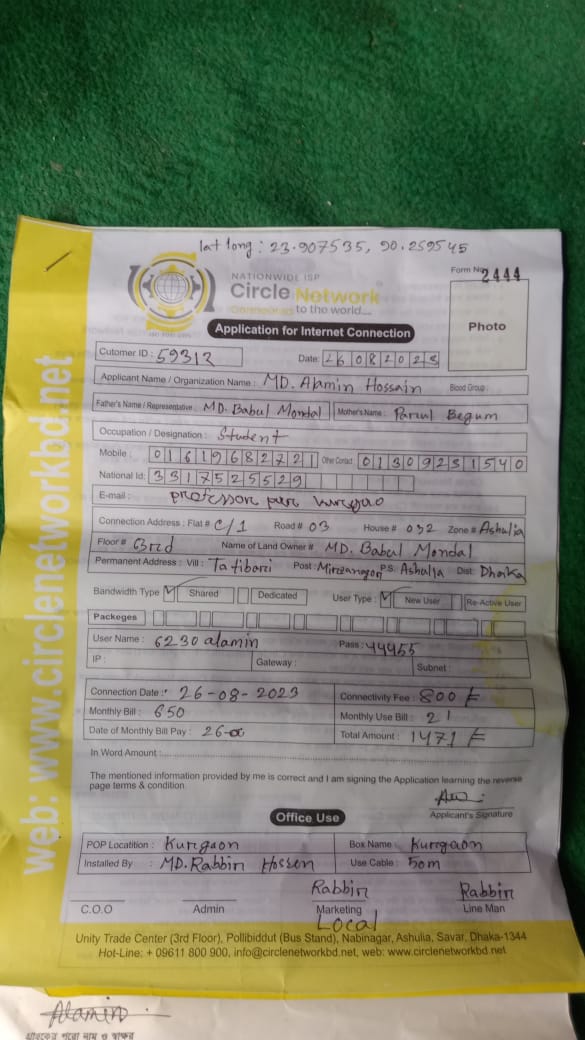 lat long : 23.907535, 90.259545
NATIONWIDE ISP
Circle Network
Connected to the world....
Form No. 2444
Application for Internet Connection
Photo
Cutomer ID : 59312 Date: 26082023
Applicant Name / Organization Name : MD. Alamin Hossain Blood Group :
Father's Name / Representative : MD. Babul Mondal Mother's Name : Parul Begum
Occupation / Designation : Student
Mobile : 01619682721 Other Contact 01309231540
National Id: 3317525529
E-mail : professor para kurgao
Connection Address : Flat # C/1 Road # 03 House # 032 Zone # Ashulia
Floor # 3rd Name of Land Owner # MD. Babul Mondal
Permanent Address : Vill : Tatibari Post : Mirzanagon P.S: Ashulia Dist: Dhaka
Bandwidth Type Shared Dedicated User Type : New User Re-Active User
Packeges
User Name : 6230 alamin Pass : 44455
IP : Gateway : Subnet :
Connection Date : 26-08-2023 Connectivity Fee : 800 ৳
Monthly Bill : 650 Monthly Use Bill : 21
Date of Monthly Bill Pay : 26- Total Amount : 1471 ৳
In Word Amount :
The mentioned information provided by me is correct and I am signing the Application learning the reverse
page terms & condition.
Applicant's Signature
Office Use
POP Locatition : Kurgaon Box Name : Kurgaon
Installed By : MD. Rabbin Hossen Use Cable : 50m
Rabbin Rabbin
C.O.O Admin Marketing Line Man
Local
Unity Trade Center (3rd Floor), Pollibiddut (Bus Stand), Nabinagar, Ashulia, Savar, Dhaka-1344
Hot-Line: + 09611 800 900, info@circlenetworkbd.net, web: www.circlenetworkbd.net
web: www.circlenetworkbd.net
Alamin
গ্রাহকের পুরো নাম ও স্বাক্ষর